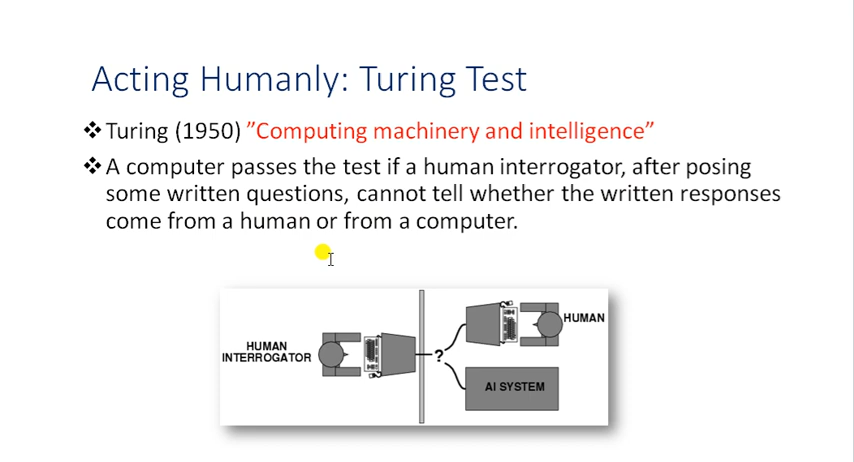 Acting Humanly: Turing Test
❖ Turing (1950) ”Computing machinery and intelligence”
❖ A computer passes the test if a human interrogator, after posing
some written questions, cannot tell whether the written responses
come from a human or from a computer.
HUMAN
INTERROGATOR
?
HUMAN
AI SYSTEM